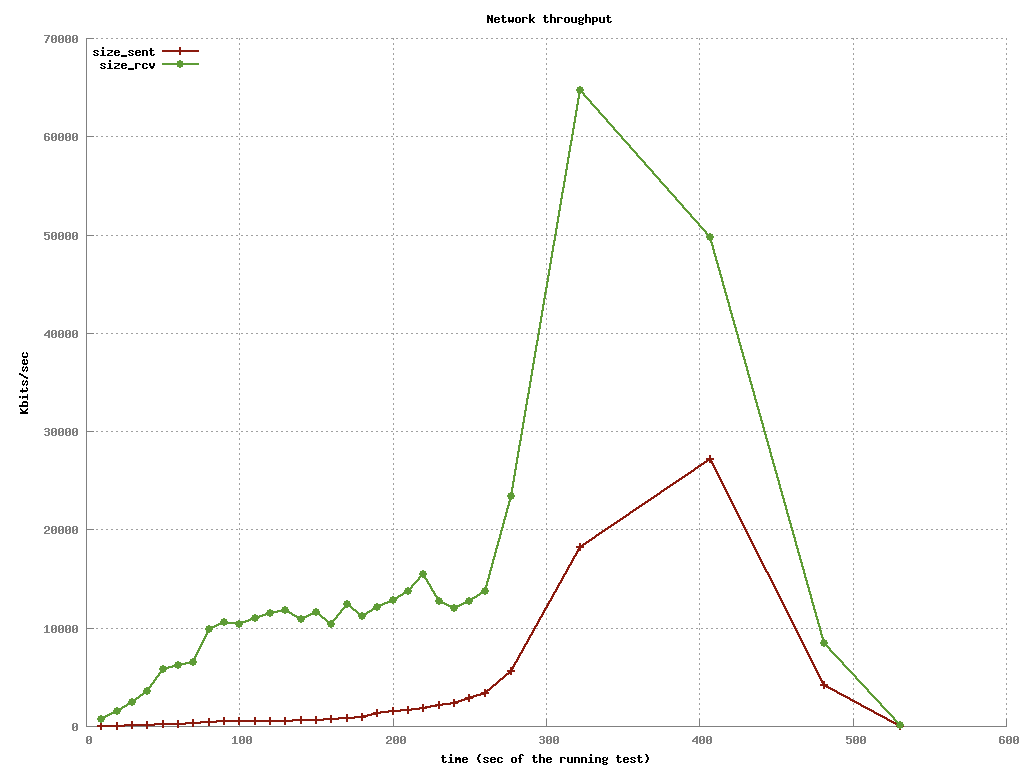 Network throughput
70000
size_sent
size_rcv
60000
50000
40000
Kbits/sec
30000
20000
10000
0
0 100 200 300 400 500 600
time (sec of the running test)